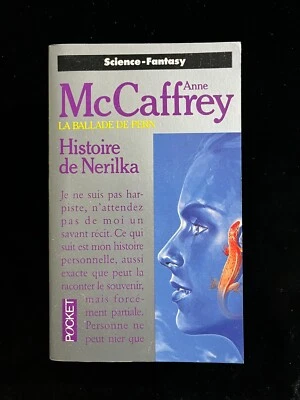 Science-Fantasy
Anne
McCaffrey
LA BALLADE DE PERN
Histoire
de Nerilka
Je ne suis pas har-
piste, n'attendez
pas de moi un
savant récit. Ce qui
suit est mon histoire
personnelle, aussi
exacte que peut la
raconter le souvenir,
mais forcé-
ment partiale.
Personne ne
peut nier que
POCKET